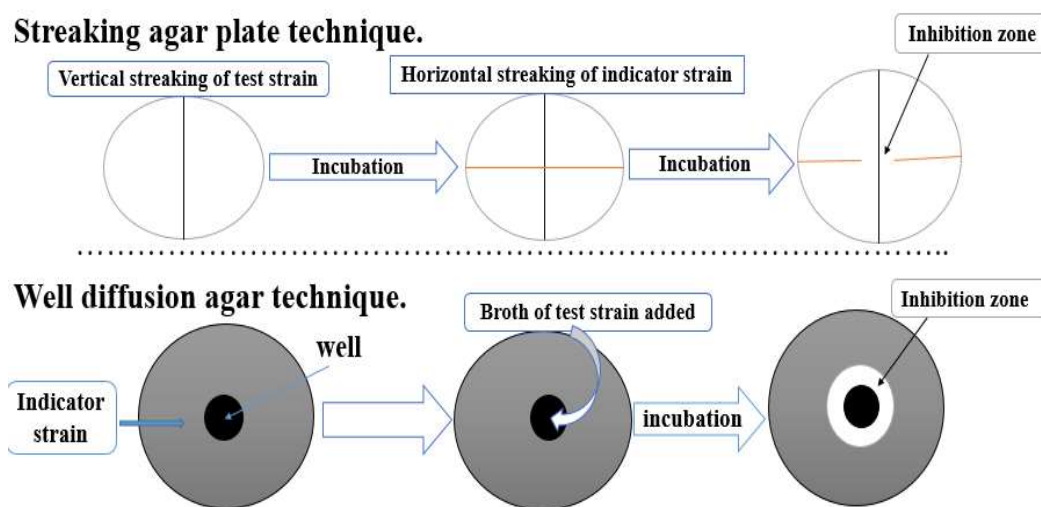 Streaking agar plate technique.
Inhibition zone
Vertical streaking of test strain
Horizontal streaking of indicator strain
Incubation
Incubation
Well diffusion agar technique.
Inhibition zone
Broth of test strain added
well
Indicator
strain
incubation